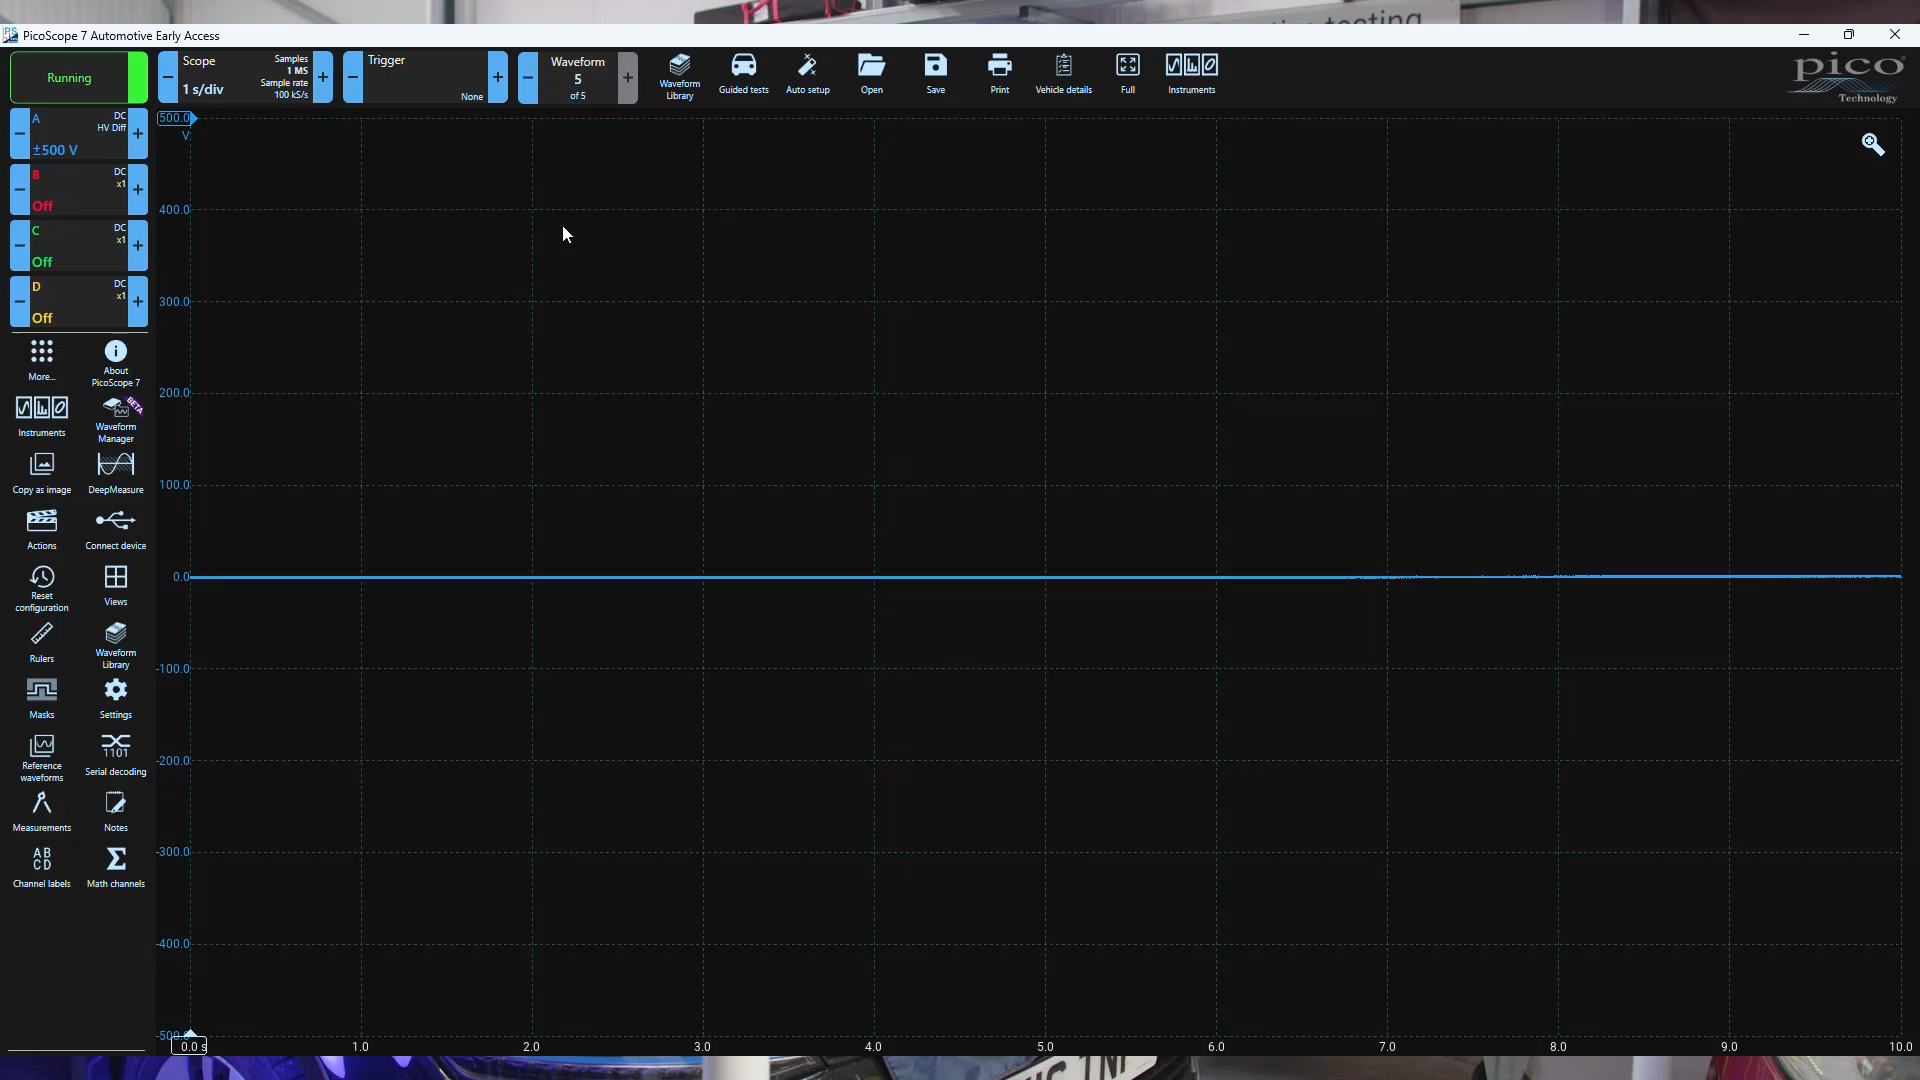 testing
PicoScope 7 Automotive Early Access
Running
Scope
1 s/div
Samples
1 MS
Sample rate
100 kS/s
Trigger
None
Waveform
5
of 5
Waveform
Library
Guided tests
Auto setup
Open
Save
Print
Vehicle details
Full
Instruments
pico
Technology
A
DC
HV Diff
±500 V
B
DC
x1
Off
C
DC
x1
Off
D
DC
x1
Off
More...
About
PicoScope 7
Instruments
BETA
Waveform
Manager
Copy as image
DeepMeasure
Actions
Connect device
Reset
configuration
Views
Rulers
Waveform
Library
Masks
Settings
Reference
waveforms
1101
Serial decoding
Measurements
Notes
AB
CD
Channel labels
Math channels
500.0
V
400.0
300.0
200.0
100.0
0.0
-100.0
-200.0
-300.0
-400.0
-500.0
0.0 s
1.0
2.0
3.0
4.0
5.0
6.0
7.0
8.0
9.0
10.0